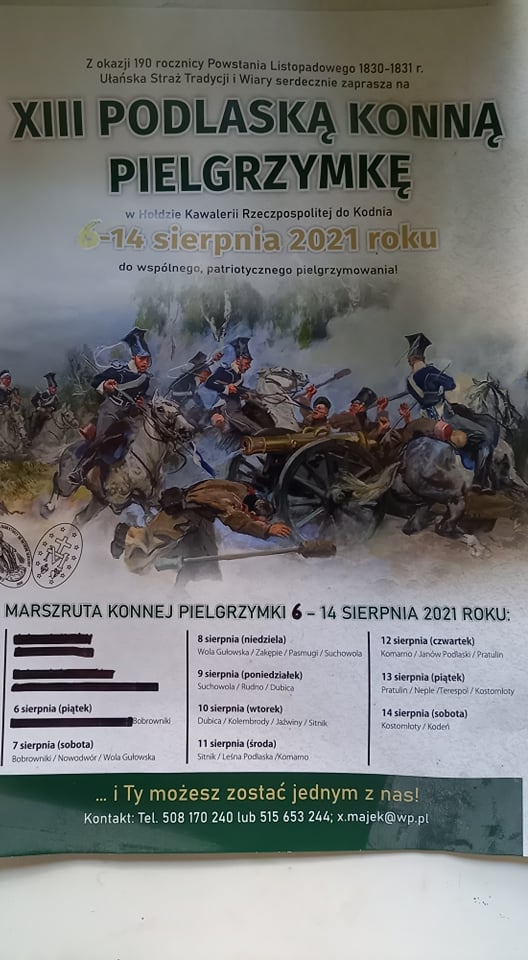 Z okazji 190 rocznicy Powstania Listopadowego 1830-1831 r.
Ułańska Straż Tradycji i Wiary serdecznie zaprasza na
XIII PODLASKĄ KONNĄ
PIELGRZYMKĘ
w Hołdzie Kawalerii Rzeczpospolitej do Kodnia
6-14 sierpnia 2021 roku
do wspólnego, patriotycznego pielgrzymowania!
MARSZRUTA KONNEJ PIELGRZYMKI 6 – 14 SIERPNIA 2021 ROKU:
6 sierpnia (piątek)
Bobrowniki
7 sierpnia (sobota)
Bobrowniki / Nowodwór / Wola Gułowska
8 sierpnia (niedziela)
Wola Gułowska / Zakępie / Pasmugi / Suchowola
9 sierpnia (poniedziałek)
Suchowola / Rudno / Dubica
10 sierpnia (wtorek)
Dubica / Kolembrody / Jaźwiny / Sitnik
11 sierpnia (środa)
Sitnik / Leśna Podlaska /Komarno
12 sierpnia (czwartek)
Komarno / Janów Podlaski / Pratulin
13 sierpnia (piątek)
Pratulin / Neple /Terespol / Kostomłoty
14 sierpnia (sobota)
Kostomłoty / Kodeń
... i Ty możesz zostać jednym z nas!
Kontakt: Tel. 508 170 240 lub 515 653 244; x.majek@wp.pl